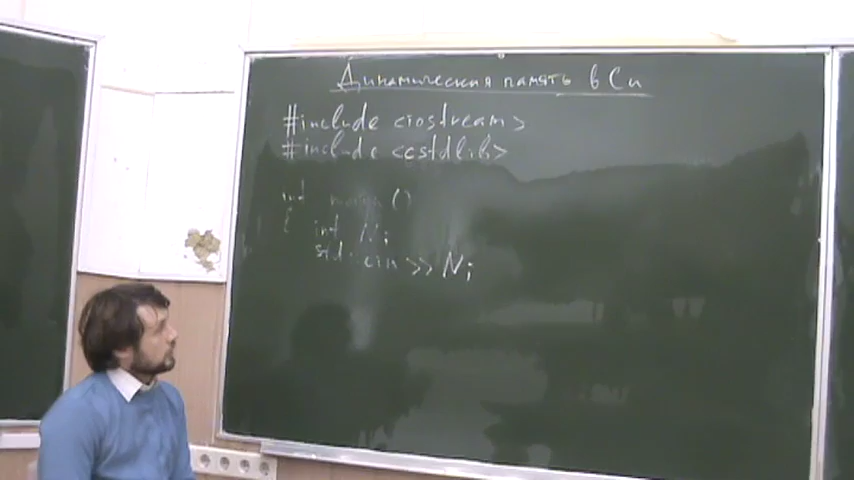 Динамическая память в Си
#include <iostream>
#include <cstdlib>
int main()
{ int N;
std::cin >> N;